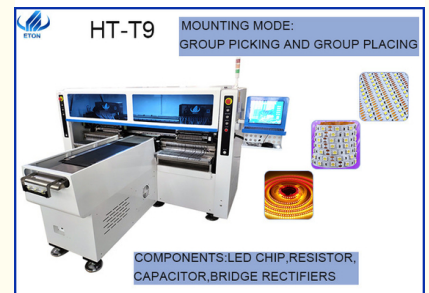 ETON
HT-T9
MOUNTING MODE:
GROUP PICKING AND GROUP PLACING
COMPONENTS:LED CHIP,RESISTOR,
CAPACITOR,BRIDGE RECTIFIERS